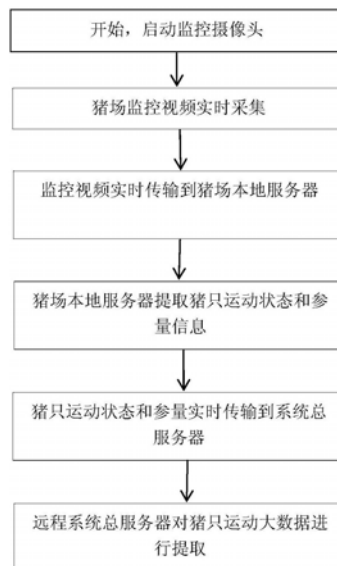 开始，启动监控摄像头
猪场监控视频实时采集
监控视频实时传输到猪场本地服务器
猪场本地服务器提取猪只运动状态和参
量信息
猪只运动状态和参量实时传输到系统总
服务器
远程系统总服务器对猪只运动大数据进
行提取